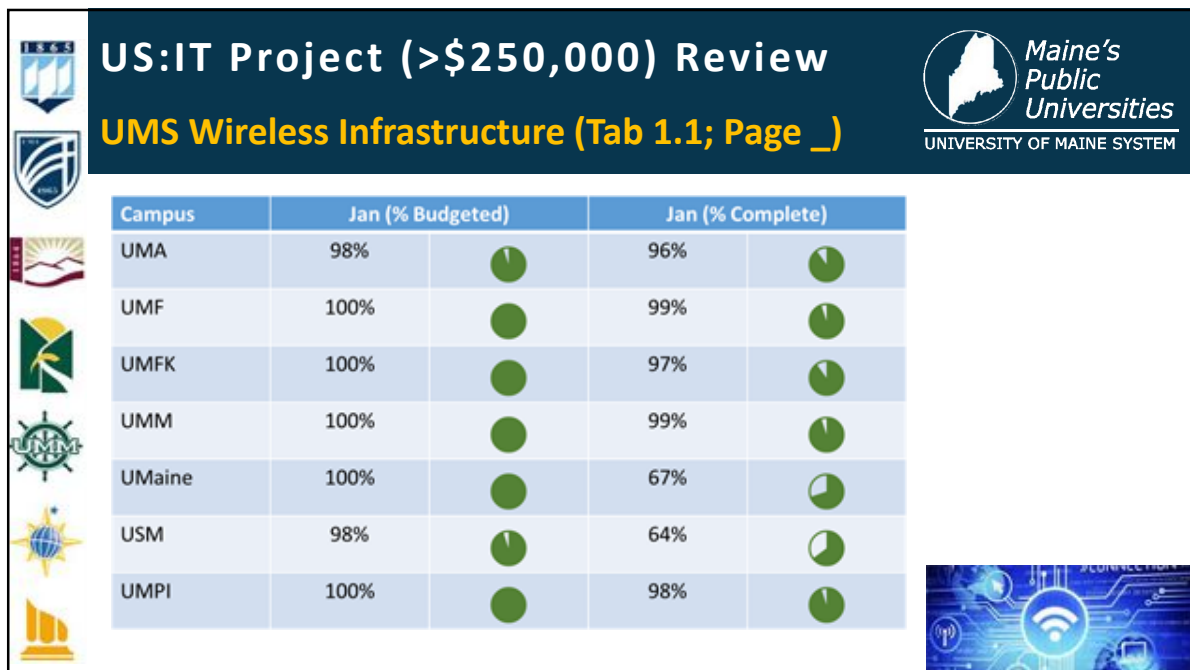 US:IT Project (>$250,000) Review
UMS Wireless Infrastructure (Tab 1.1; Page _)
Maine's
Public
Universities
UNIVERSITY OF MAINE SYSTEM
1865
1965
UMM
Campus Jan (% Budgeted) Jan (% Complete)
UMA 98% 96%
UMF 100% 99%
UMFK 100% 97%
UMM 100% 99%
UMaine 100% 67%
USM 98% 64%
UMPI 100% 98%